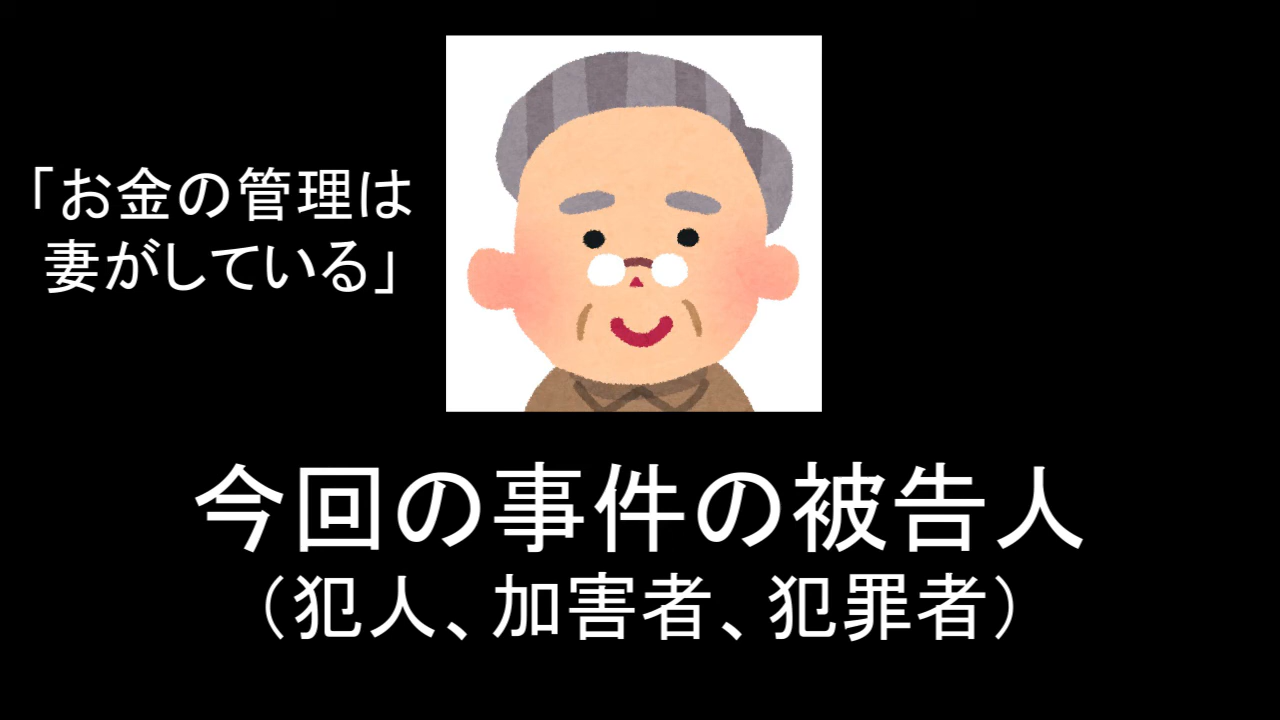 「お金の管理は
妻がしている」
今回の事件の被告人
（犯人、加害者、犯罪者）